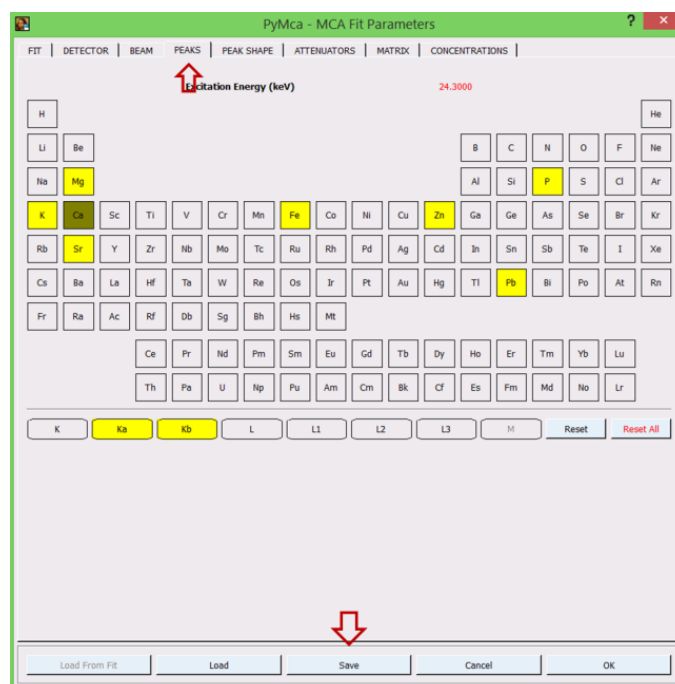 PyMca - MCA Fit Parameters ? ×
FIT DETECTOR BEAM PEAKS PEAK SHAPE ATTENUATORS MATRIX CONCENTRATIONS
Excitation Energy (keV) 24.3000
H He
Li Be B C N O F Ne
Na Mg Al Si P S Cl Ar
K Ca Sc Ti V Cr Mn Fe Co Ni Cu Zn Ga Ge As Se Br Kr
Rb Sr Y Zr Nb Mo Tc Ru Rh Pd Ag Cd In Sn Sb Te I Xe
Cs Ba La Hf Ta W Re Os Ir Pt Au Hg Tl Pb Bi Po At Rn
Fr Ra Ac Rf Db Sg Bh Hs Mt
Ce Pr Nd Pm Sm Eu Gd Tb Dy Ho Er Tm Yb Lu
Th Pa U Np Pu Am Cm Bk Cf Es Fm Md No Lr
K Ka Kb L L1 L2 L3 M Reset Reset All
Load From Fit Load Save Cancel OK